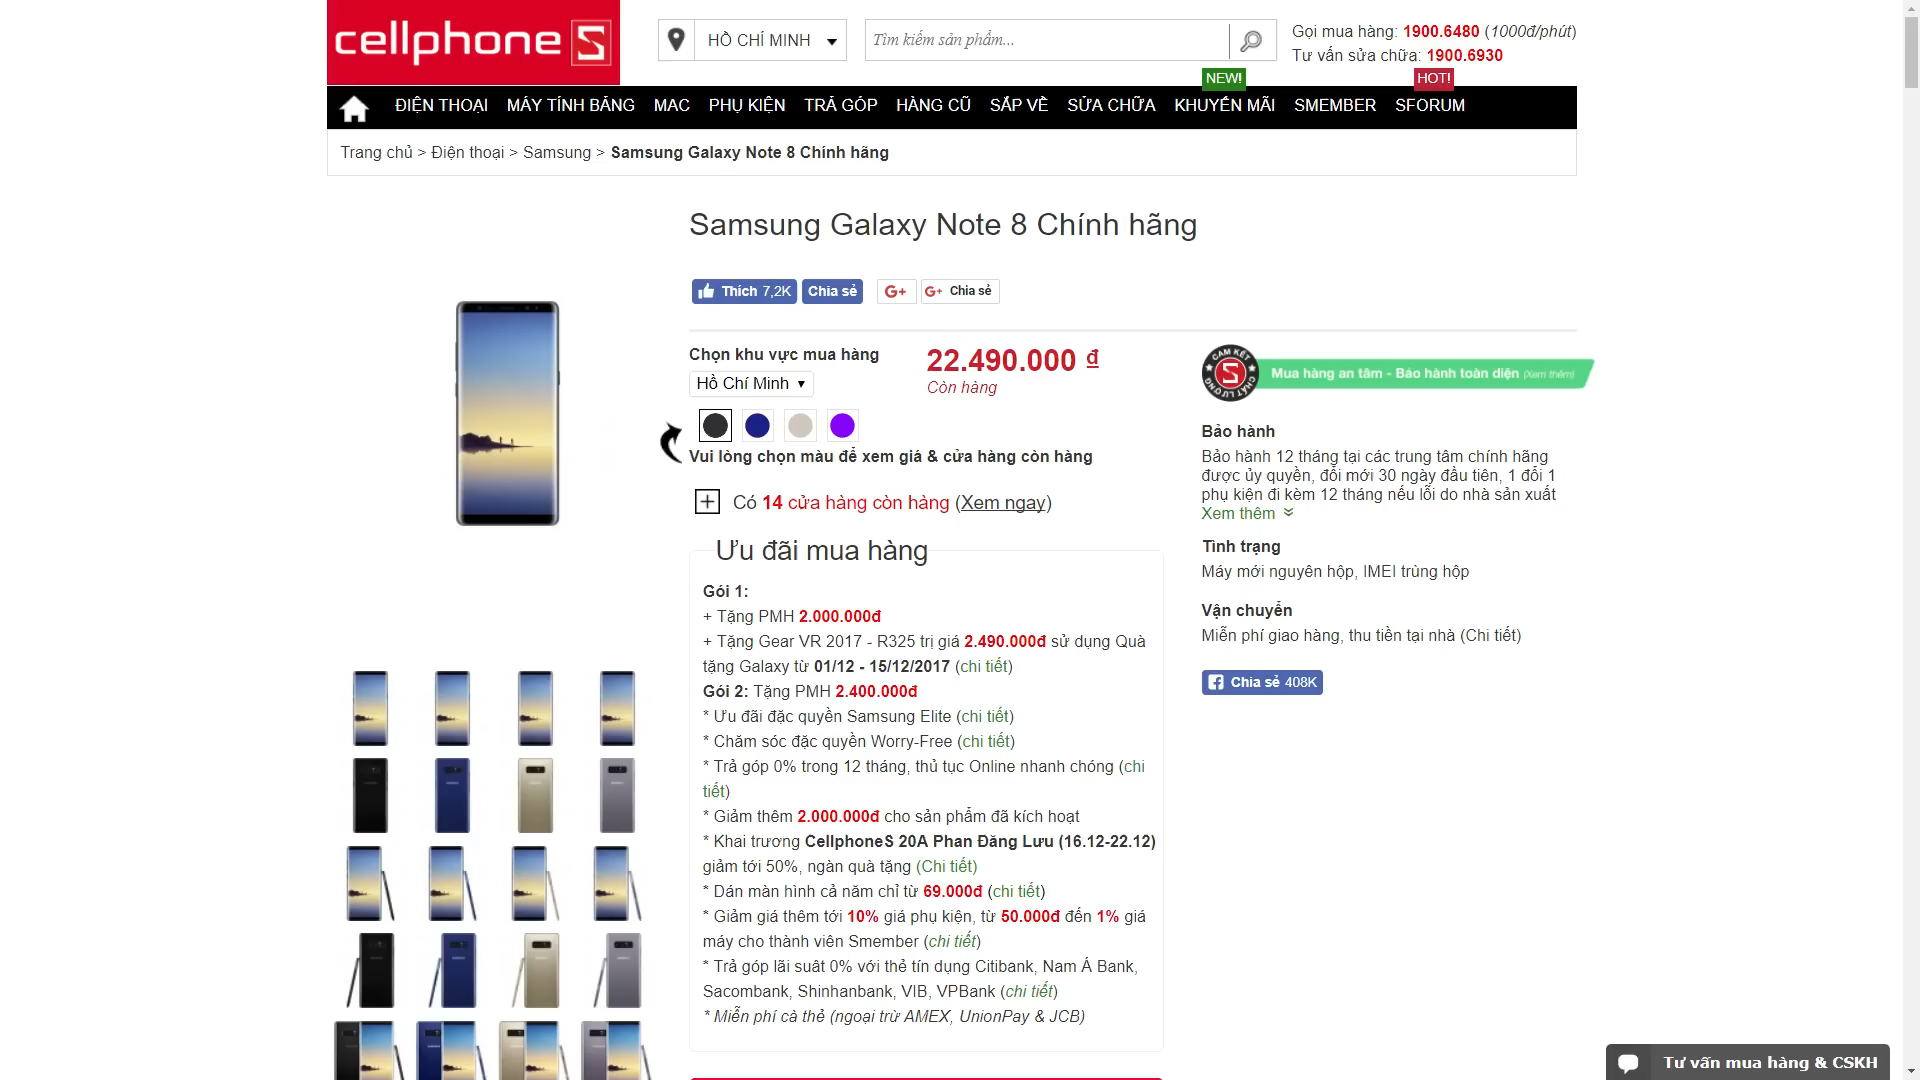 cellphoneS
HỒ CHÍ MINH
Tìm kiếm sản phẩm...
Gọi mua hàng: 1900.6480 (1000đ/phút)
Tư vấn sửa chữa: 1900.6930
NEW!
HOT!
ĐIỆN THOẠI MÁY TÍNH BẢNG MAC PHỤ KIỆN TRẢ GÓP HÀNG CŨ SẮP VỀ SỬA CHỮA KHUYẾN MÃI SMEMBER SFORUM
Trang chủ > Điện thoại > Samsung > Samsung Galaxy Note 8 Chính hãng
Samsung Galaxy Note 8 Chính hãng
Thích 7,2K Chia sẻ G+ G+ Chia sẻ
Chọn khu vực mua hàng
Hồ Chí Minh
22.490.000 ₫
Còn hàng
Vui lòng chọn màu để xem giá & cửa hàng còn hàng
Có 14 cửa hàng còn hàng (Xem ngay)
Ưu đãi mua hàng
Gói 1:
+ Tặng PMH 2.000.000đ
+ Tặng Gear VR 2017 - R325 trị giá 2.490.000đ sử dụng Quà
tặng Galaxy từ 01/12 - 15/12/2017 (chi tiết)
Gói 2: Tặng PMH 2.400.000đ
* Ưu đãi đặc quyền Samsung Elite (chi tiết)
* Chăm sóc đặc quyền Worry-Free (chi tiết)
* Trả góp 0% trong 12 tháng, thủ tục Online nhanh chóng (chi
tiết)
* Giảm thêm 2.000.000đ cho sản phẩm đã kích hoạt
* Khai trương CellphoneS 20A Phan Đăng Lưu (16.12-22.12)
giảm tới 50%, ngàn quà tặng (Chi tiết)
* Dán màn hình cả năm chỉ từ 69.000đ (chi tiết)
* Giảm giá thêm tới 10% giá phụ kiện, từ 50.000đ đến 1% giá
máy cho thành viên Smember (chi tiết)
* Trả góp lãi suât 0% với thẻ tín dụng Citibank, Nam Á Bank,
Sacombank, Shinhanbank, VIB, VPBank (chi tiết)
* Miễn phí cà thẻ (ngoại trừ AMEX, UnionPay & JCB)
CAM KẾT
CHẤT LƯỢNG
Mua hàng an tâm - Bảo hành toàn diện (Xem thêm)
Bảo hành
Bảo hành 12 tháng tại các trung tâm chính hãng
được ủy quyền, đổi mới 30 ngày đầu tiên, 1 đổi 1
phụ kiện đi kèm 12 tháng nếu lỗi do nhà sản xuất
Xem thêm
Tình trạng
Máy mới nguyên hộp, IMEI trùng hộp
Vận chuyển
Miễn phí giao hàng, thu tiền tại nhà (Chi tiết)
Chia sẻ 408K
Tư vấn mua hàng & CSKH